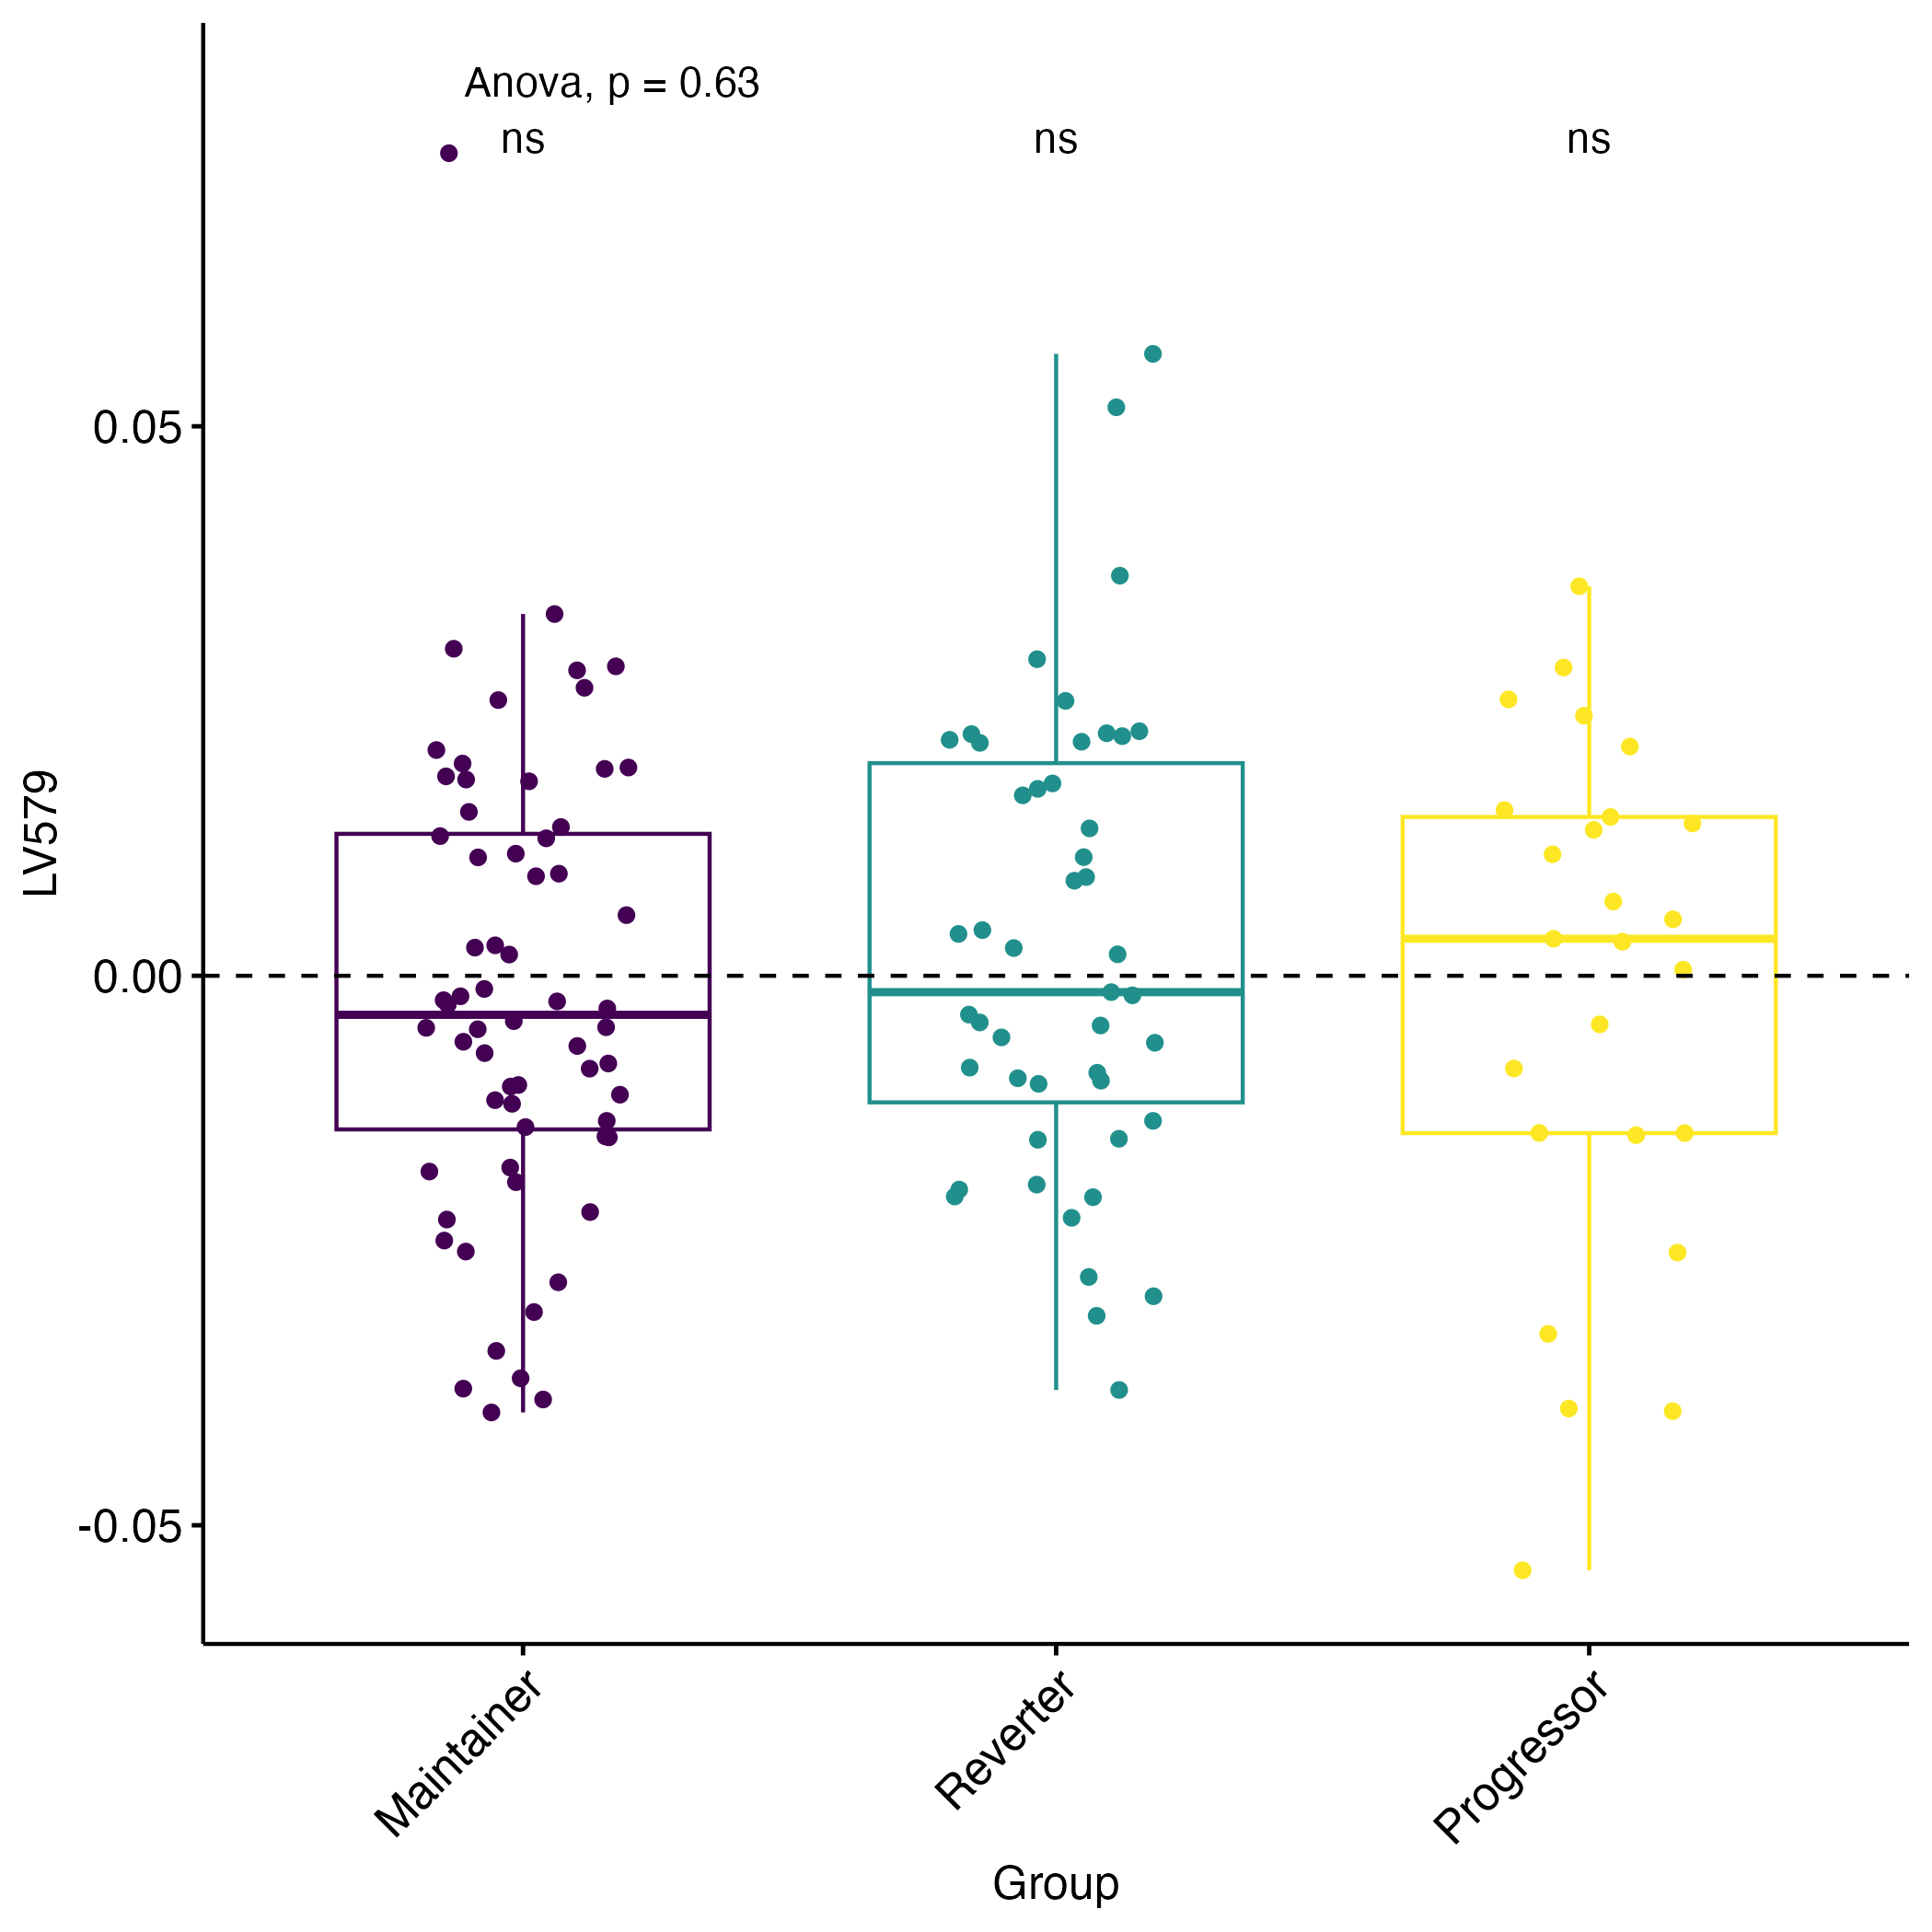 Anova, p = 0.63
ns
ns
ns
0.05
0.00
-0.05
LV579
Maintainer
Reverter
Progressor
Group